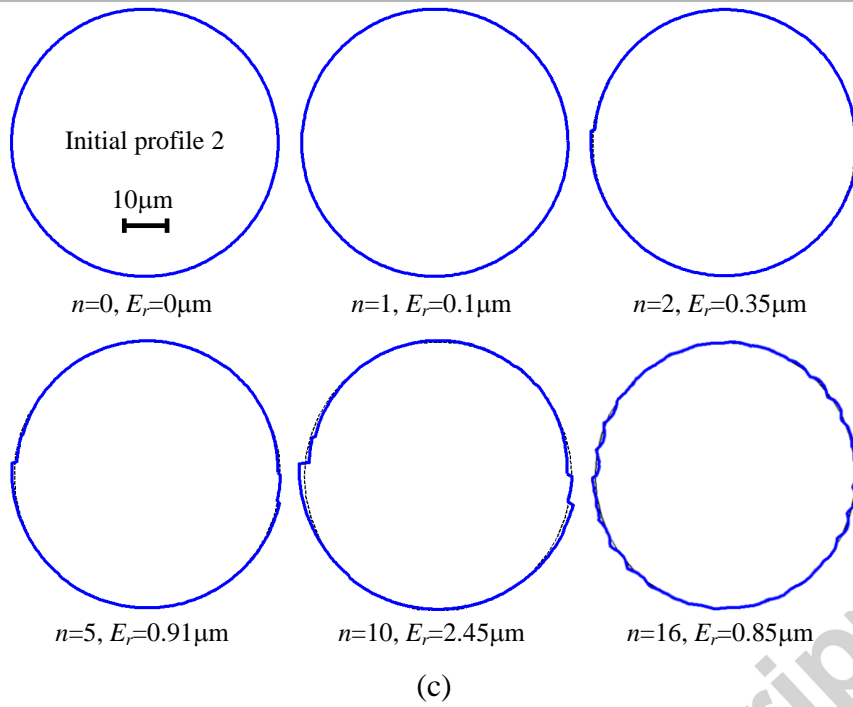 Initial profile 2
10μm
n=0, Er=0μm
n=1, Er=0.1μm
n=2, Er=0.35μm
n=5, Er=0.91μm
n=10, Er=2.45μm
n=16, Er=0.85μm
(c)